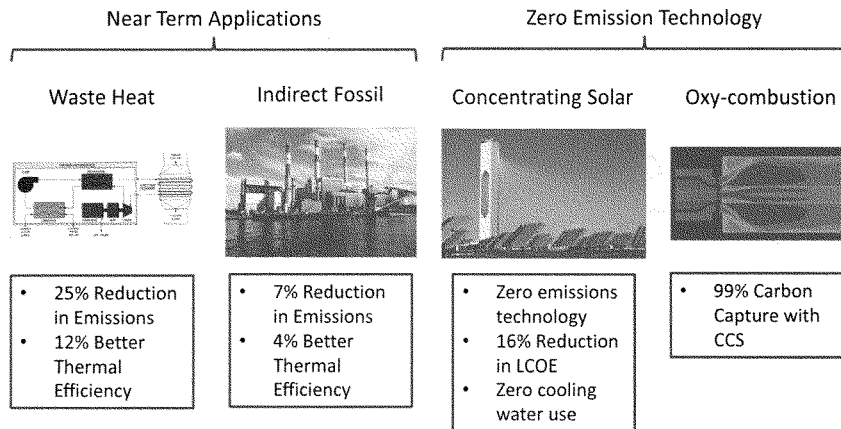 Near Term Applications
Zero Emission Technology
Waste Heat
Indirect Fossil
Concentrating Solar
Oxy-combustion
• 25% Reduction
in Emissions
• 12% Better
Thermal
Efficiency
• 7% Reduction
in Emissions
• 4% Better
Thermal
Efficiency
• Zero emissions
technology
• 16% Reduction
in LCOE
• Zero cooling
water use
• 99% Carbon
Capture with
CCS